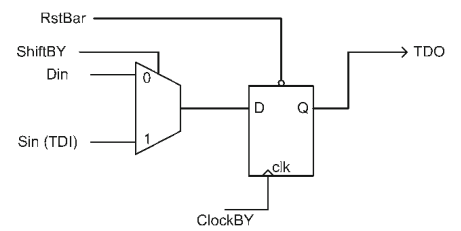 RstBar
ShiftBY
TDO
Din
0
D
Q
Sin (TDI)
1
clk
ClockBY